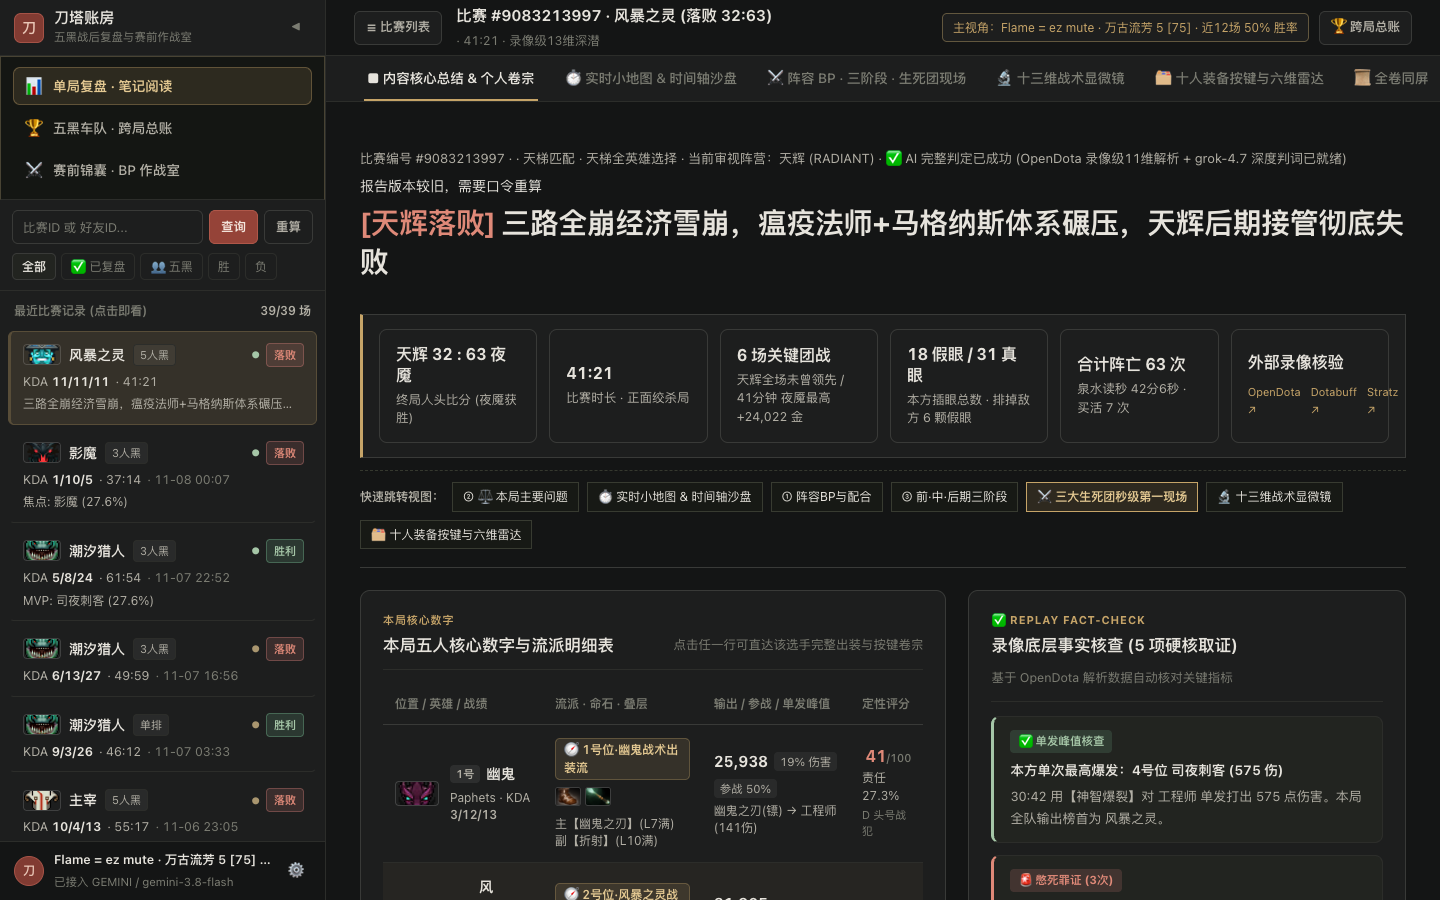 刀
刀塔账房
五黑战后复盘与赛前作战室
◀
单局复盘 · 笔记阅读
五黑车队 · 跨局总账
赛前锦囊 · BP 作战室
比赛ID 或 好友ID...
查询
重算
全部
已复盘
五黑
胜
负
最近比赛记录 (点击即看)
39/39 场
风暴之灵 5人黑 落败
KDA 11/11/11 · 41:21
三路全崩经济雪崩，瘟疫法师+马格纳斯体系碾压...
影魔 3人黑 落败
KDA 1/10/5 · 37:14 · 11-08 00:07
焦点: 影魔 (27.6%)
潮汐猎人 3人黑 胜利
KDA 5/8/24 · 61:54 · 11-07 22:52
MVP: 司夜刺客 (27.6%)
潮汐猎人 3人黑 落败
KDA 6/13/27 · 49:59 · 11-07 16:56
潮汐猎人 单排 胜利
KDA 9/3/26 · 46:12 · 11-07 03:33
主宰 5人黑 落败
KDA 10/4/13 · 55:17 · 11-06 23:05
刀
Flame = ez mute · 万古流芳 5 [75] ...
已接入 GEMINI / gemini-3.8-flash
≡ 比赛列表
比赛 #9083213997 · 风暴之灵 (落败 32:63)
· 41:21 · 录像级13维深潜
主视角：Flame = ez mute · 万古流芳 5 [75] · 近12场 50% 胜率
跨局总账
内容核心总结 & 个人卷宗
实时小地图 & 时间轴沙盘
阵容 BP · 三阶段 · 生死团现场
十三维战术显微镜
十人装备按键与六维雷达
全卷同屏
比赛编号 #9083213997 · · 天梯匹配 · 天梯全英雄选择 · 当前审视阵营：天辉 (RADIANT) · ✅ AI 完整判定已成功 (OpenDota 录像级11维解析 + grok-4.7 深度判词已就绪)
报告版本较旧，需要口令重算
[天辉落败] 三路全崩经济雪崩，瘟疫法师+马格纳斯体系碾压，天辉后期接管彻底失
败
天辉 32 : 63 夜
魇
终局人头比分 (夜魇获
胜)
41:21
比赛时长 · 正面绞杀局
6 场关键团战
天辉全场未曾领先 /
41分钟 夜魇最高
+24,022 金
18 假眼 / 31 真
眼
本方插眼总数 · 排掉敌
方 6 颗假眼
合计阵亡 63 次
泉水读秒 42分6秒 ·
买活 7 次
外部录像核验
OpenDota
↗
Dotabuff
↗
Stratz
↗
快速跳转视图：
② 本局主要问题
实时小地图 & 时间轴沙盘
① 阵容BP与配合
③ 前·中·后期三阶段
三大生死团秒级第一现场
十三维战术显微镜
十人装备按键与六维雷达
本局核心数字
本局五人核心数字与流派明细表
点击任一行可直达该选手完整出装与按键卷宗
位置 / 英雄 / 战绩
流派 · 命石 · 叠层
输出 / 参战 / 单发峰值
定性评分
1号 幽鬼
Paphets · KDA
3/12/13
1号位·幽鬼战术出
装流
主【幽鬼之刃】(L7满)
副【折射】(L10满)
25,938 19% 伤害
参战 50%
幽鬼之刃(镖) → 工程师
(141伤)
41/100
责任
27.3%
D 头号战
犯
风
2号位·风暴之灵战
✅ REPLAY FACT-CHECK
录像底层事实核查 (5 项硬核取证)
基于 OpenDota 解析数据自动核对关键指标
✅ 单发峰值核查
本方单次最高爆发：4号位 司夜刺客 (575 伤)
30:42 用【神智爆裂】对 工程师 单发打出 575 点伤害。本局
全队输出榜首为 风暴之灵。
憨死罪证 (3次)